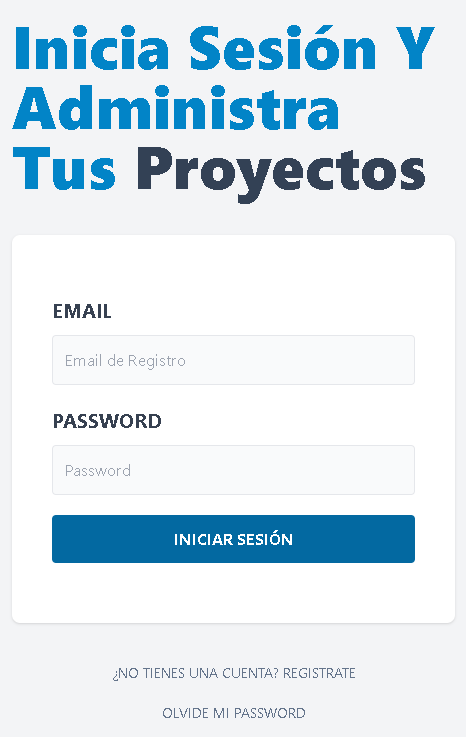 Inicia Sesión Y
Administra
Tus Proyectos
EMAIL
Email de Registro
PASSWORD
Password
INICIAR SESIÓN
¿NO TIENES UNA CUENTA? REGISTRATE
OLVIDE MI PASSWORD